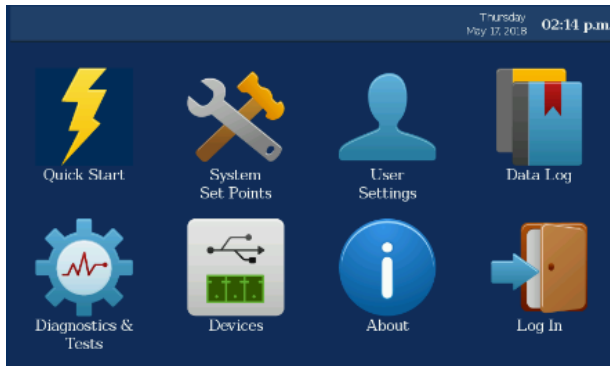 Thursday
May 17, 2018
02:14 p.m
Quick Start
System
Set Points
User
Settings
Data Log
Diagnostics &
Tests
Devices
About
Log In